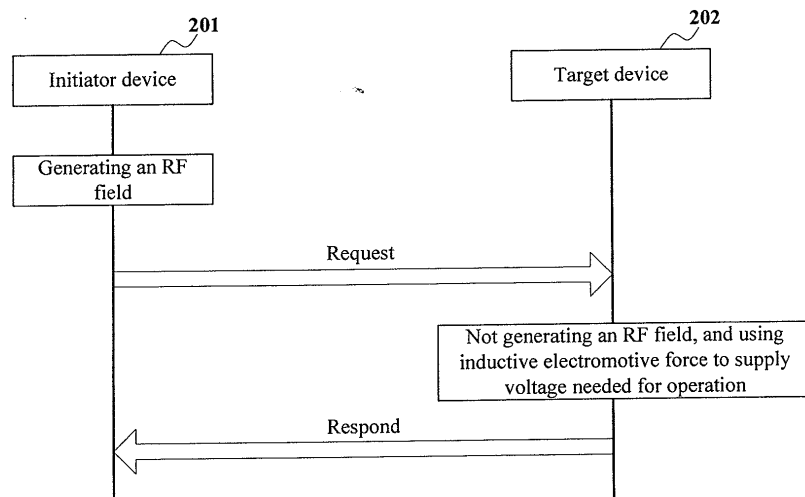 201
202
Initiator device
Target device
Generating an RF
field
Request
Not generating an RF field, and using
inductive electromotive force to supply
voltage needed for operation
Respond